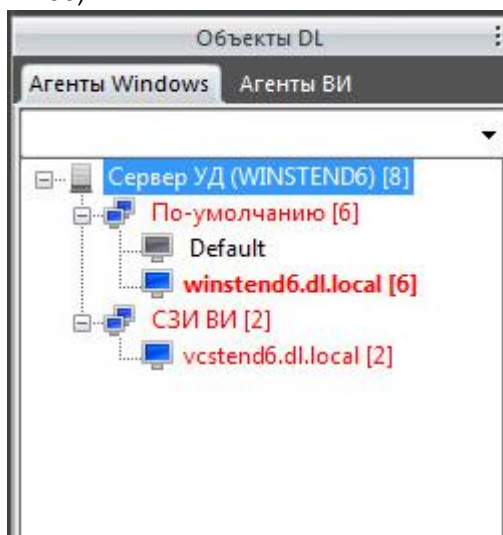 Объекты DL
Агенты Windows Агенты ВИ
Сервер УД (WINSTEND6) [8]
По-умолчанию [6]
Default
winstend6.dl.local [6]
СЗИ ВИ [2]
vcstend6.dl.local [2]